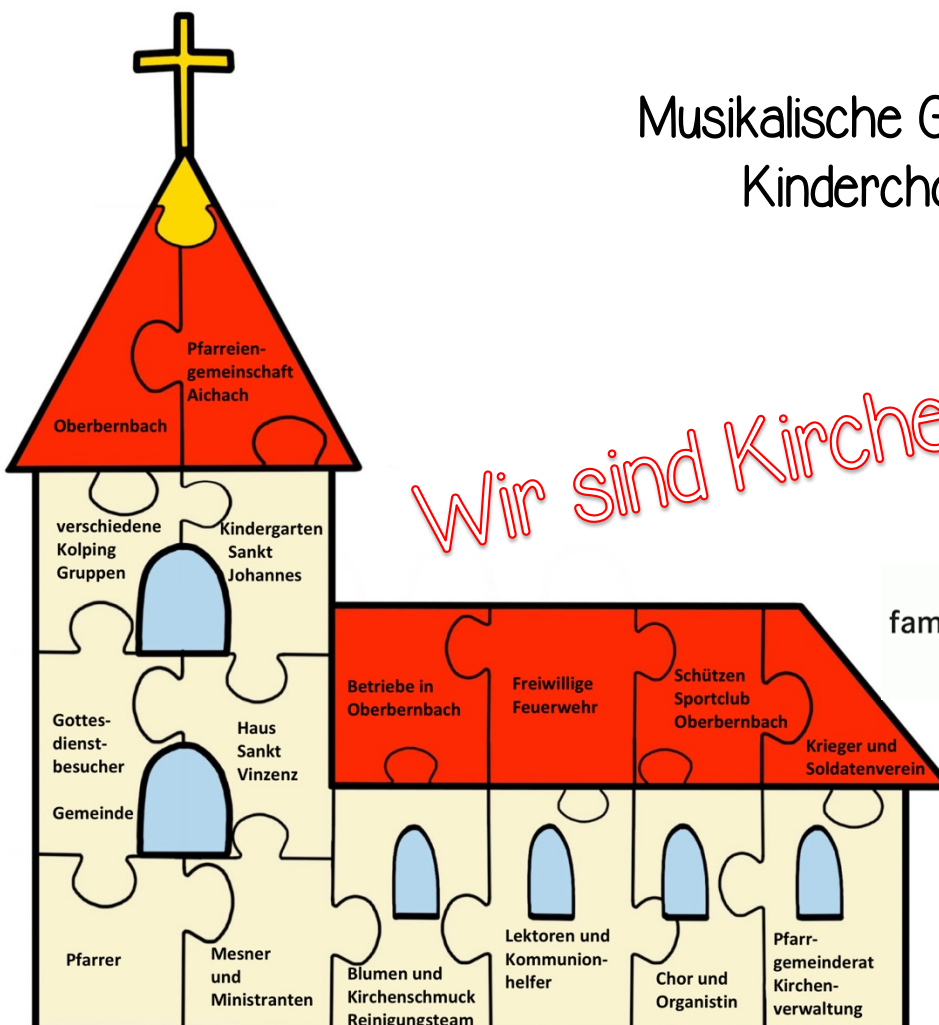 Musikalische G
Kindercho
Pfarreien-
gemeinschaft
Aichach
Oberbernbach
Wir sind Kirche
verschiedene
Kolping
Gruppen
Kindergarten
Sankt
Johannes
fam
Betriebe in
Oberbernbach
Freiwillige
Feuerwehr
Schützen
Sportclub
Oberbernbach
Krieger und
Soldatenverein
Gottes-
dienst-
besucher
Gemeinde
Haus
Sankt
Vinzenz
Pfarrer
Mesner
und
Ministranten
Blumen und
Kirchenschmuck
Reinigungsteam
Lektoren und
Kommunion-
helfer
Chor und
Organistin
Pfarr-
gemeinderat
Kirchen-
verwaltung